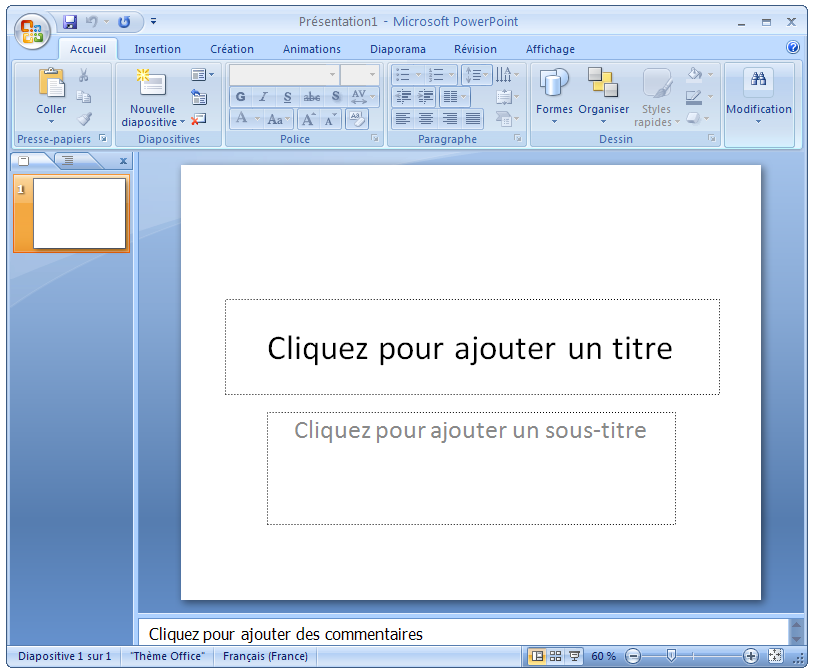 Présentation1 - Microsoft PowerPoint
Accueil Insertion Création Animations Diaporama Révision Affichage
Coller
Nouvelle
diapositive
G I S abc S AV
A Aa A A Aa
Formes Organiser Styles
rapides
Modification
Presse-papiers Diapositives Police Paragraphe Dessin
1
Cliquez pour ajouter un titre
Cliquez pour ajouter un sous-titre
Cliquez pour ajouter des commentaires
Diapositive 1 sur 1 "Thème Office" Français (France) 60 %